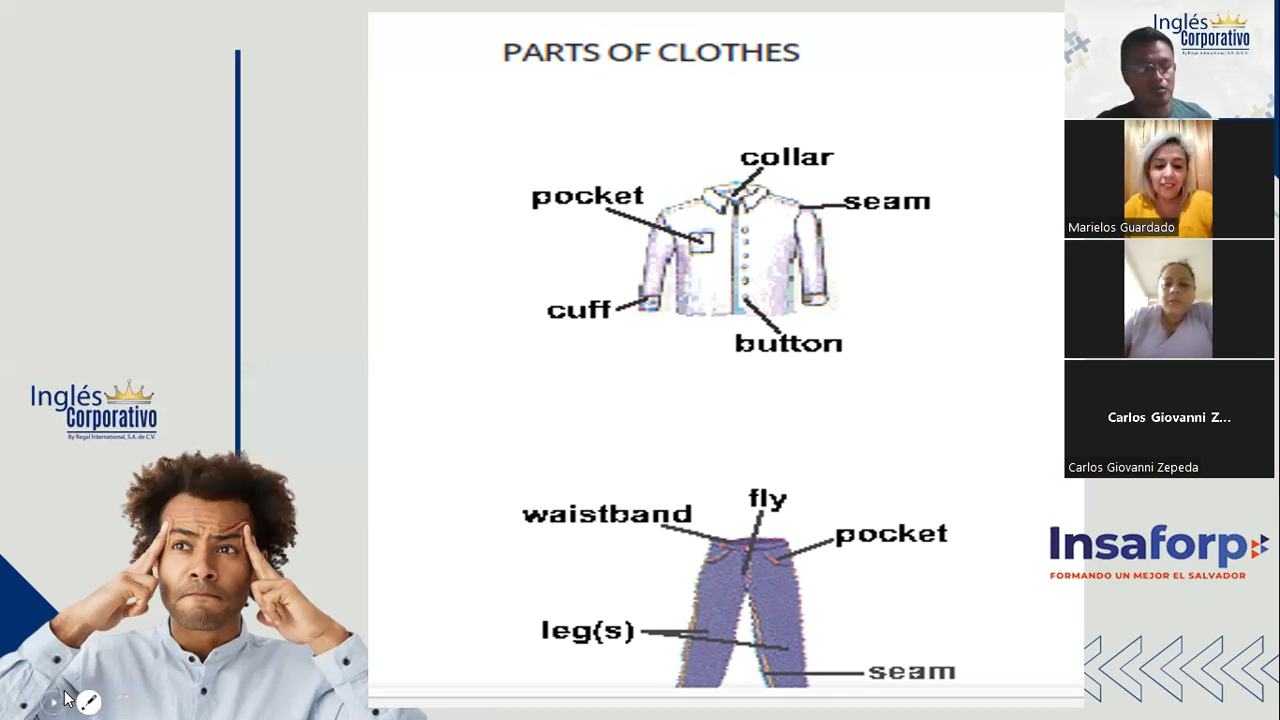 PARTS OF CLOTHES
collar
pocket
seam
cuff
button
fly
waistband
pocket
leg(s)
seam
Inglés
Corporativo
By Regal International, S.A. de C.V.
Inglés
Corporativo
Marielos Guardado
Carlos Giovanni Z...
Carlos Giovanni Zepeda
Insaforp
FORMANDO UN MEJOR EL SALVADOR